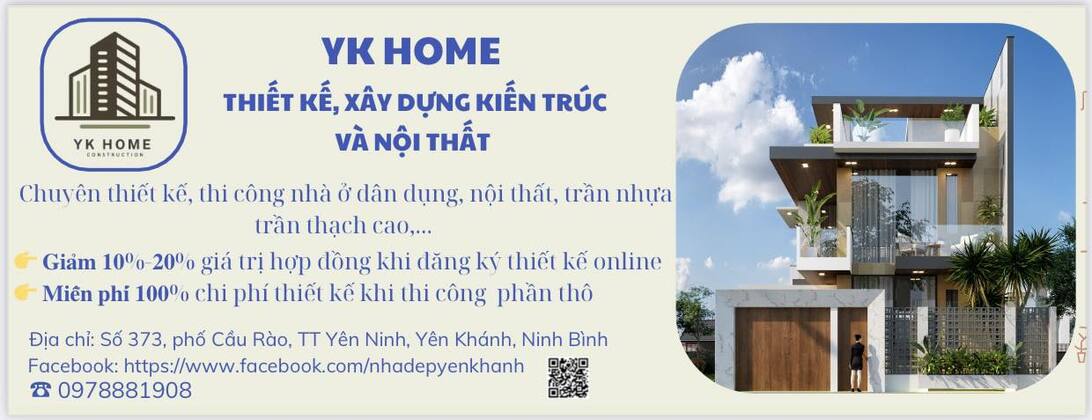 YK HOME
CONSTRUCTION
YK HOME
THIẾT KẾ, XÂY DỰNG KIẾN TRÚC
VÀ NỘI THẤT
Chuyên thiết kế, thi công nhà ở dân dụng, nội thất, trần nhựa
trần thạch cao,...
👉 Giảm 10%-20% giá trị hợp đồng khi đăng ký thiết kế online
👉 Miễn phí 100% chi phí thiết kế khi thi công phần thô
Địa chỉ: Số 373, phố Cầu Rào, TT Yên Ninh, Yên Khánh, Ninh Bình
Facebook: https://www.facebook.com/nhadepyenkhanh
☎ 0978881908